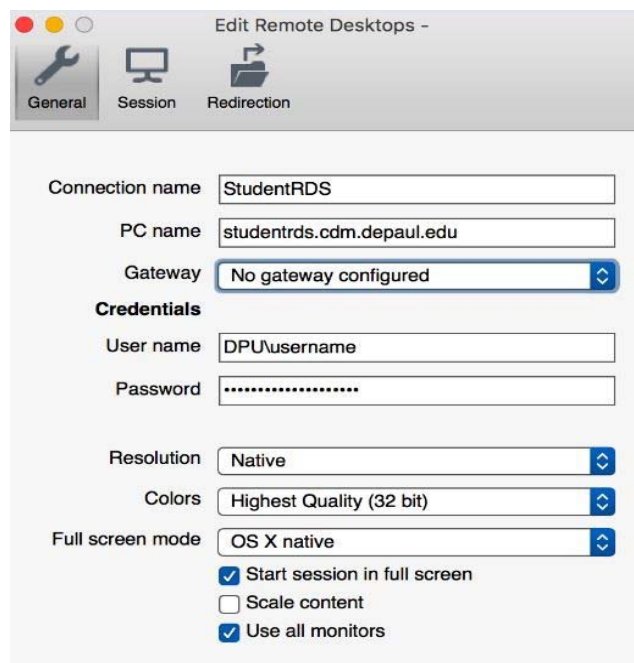 Edit Remote Desktops -
General Session Redirection
Connection name StudentRDS
PC name studentrds.cdm.depaul.edu
Gateway No gateway configured
Credentials
User name DPU\username
Password ••••••••••••••••••••
Resolution Native
Colors Highest Quality (32 bit)
Full screen mode OS X native
Start session in full screen
Scale content
Use all monitors